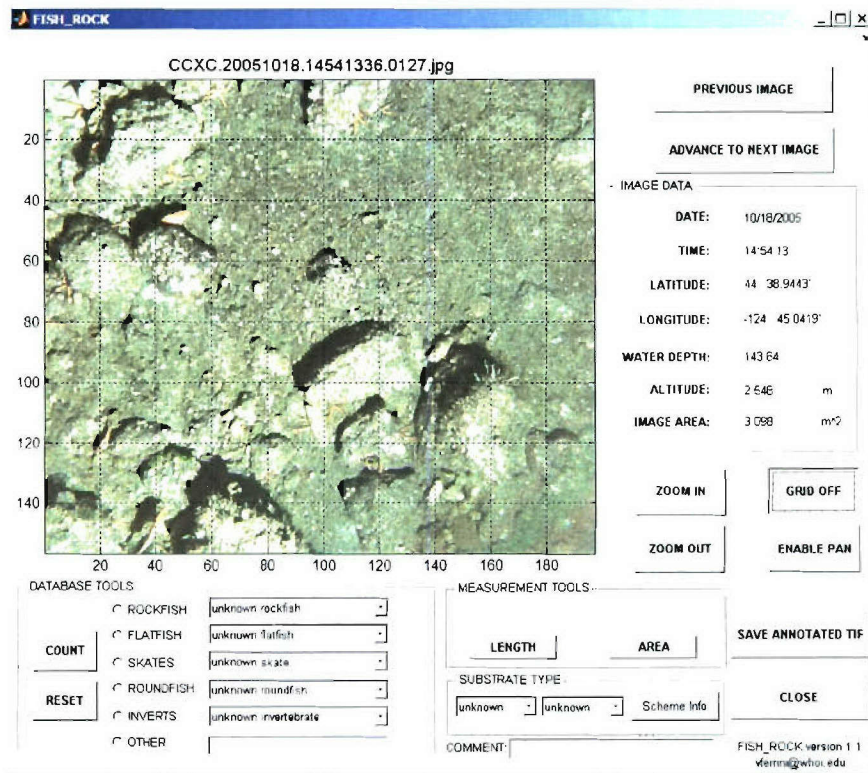 FISH_ROCK
CCXC.20051018.14541336.0127.jpg
20
40
60
80
100
120
140
20 40 60 80 100 120 140 160 180
PREVIOUS IMAGE
ADVANCE TO NEXT IMAGE
IMAGE DATA
DATE: 10/18/2005
TIME: 14:54:13
LATITUDE: 44 38.9443'
LONGITUDE: -124 45.0419'
WATER DEPTH: 143.64
ALTITUDE: 2.546 m
IMAGE AREA: 3.098 m^2
ZOOM IN GRID OFF
ZOOM OUT ENABLE PAN
DATABASE TOOLS
COUNT
RESET
ROCKFISH unknown rockfish
FLATFISH unknown flatfish
SKATES unknown skate
ROUNDFISH unknown roundfish
INVERTS unknown invertebrate
OTHER
MEASUREMENT TOOLS
LENGTH AREA
SUBSTRATE TYPE
unknown unknown Scheme Info
COMMENT:
SAVE ANNOTATED TIF
CLOSE
FISH_ROCK version 1.1